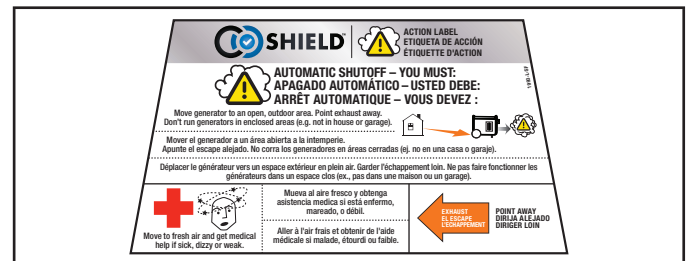 CO SHIELD™
ACTION LABEL
ETIQUETA DE ACCIÓN
ÉTIQUETTE D'ACTION
AUTOMATIC SHUTOFF – YOU MUST:
APAGADO AUTOMÁTICO – USTED DEBE:
ARRÊT AUTOMATIQUE – VOUS DEVEZ :
Move generator to an open, outdoor area. Point exhaust away.
Don't run generators in enclosed areas (e.g. not in house or garage).
Mover el generador a un área abierta a la intemperie.
Apunte el escape alejado. No corra los generadores en áreas cerradas (ej. no en una casa o garaje).
Déplacer le générateur vers un espace extérieur en plein air. Garder l'échappement loin. Ne pas faire fonctionner les
générateurs dans un espace clos (ex., pas dans une maison ou un garage).
Move to fresh air and get medical
help if sick, dizzy or weak.
Mueva al aire fresco y obtenga
asistencia medica si está enfermo,
mareado, o débil.
Aller à l'air frais et obtenir de l'aide
médicale si malade, étourdi ou faible.
EXHAUST
EL ESCAPE
L'ÉCHAPPEMENT
POINT AWAY
DIRIJA ALEJADO
DIRIGER LOIN